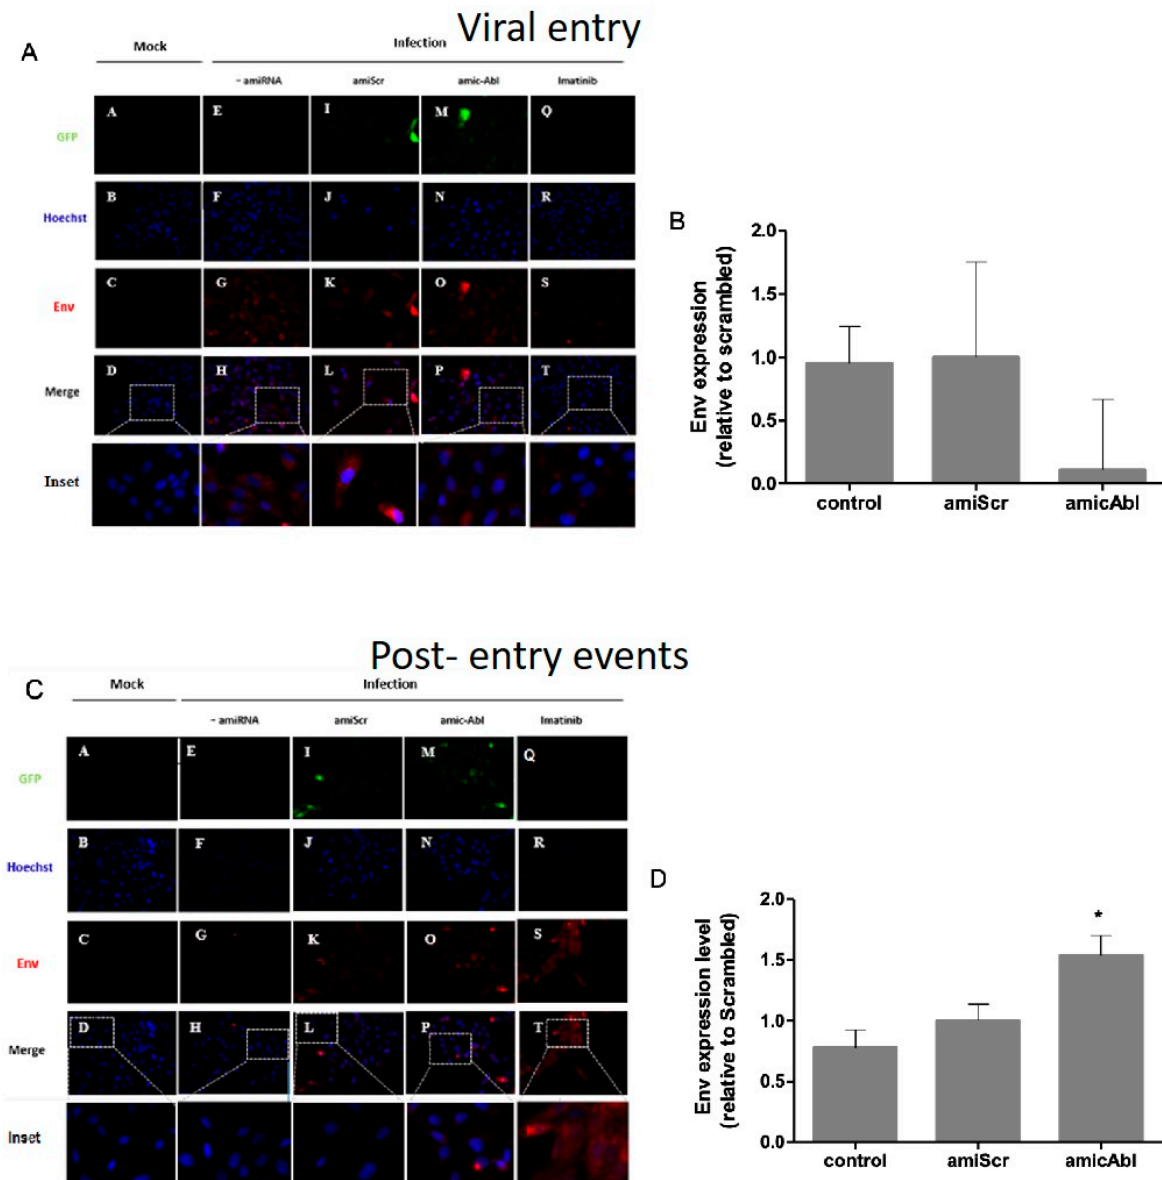 Viral entry
A
Mock
Infection
- amiRNA
amiScr
amic-Abl
Imatinib
GFP
A
E
I
M
Q
Hoechst
B
F
J
N
R
Env
C
G
K
O
S
Merge
D
H
L
P
T
Inset
B
Env expression
(relative to scrambled)
2.0
1.5
1.0
0.5
0.0
control
amiScr
amicAbl
Post- entry events
C
Mock
Infection
- amiRNA
amiScr
amic-Abl
Imatinib
GFP
A
E
I
M
Q
Hoechst
B
F
J
N
R
Env
C
G
K
O
S
Merge
D
H
L
P
T
Inset
D
Env expression level
(relative to Scrambled)
2.0
1.5
1.0
0.5
0.0
*
control
amiScr
amicAbl